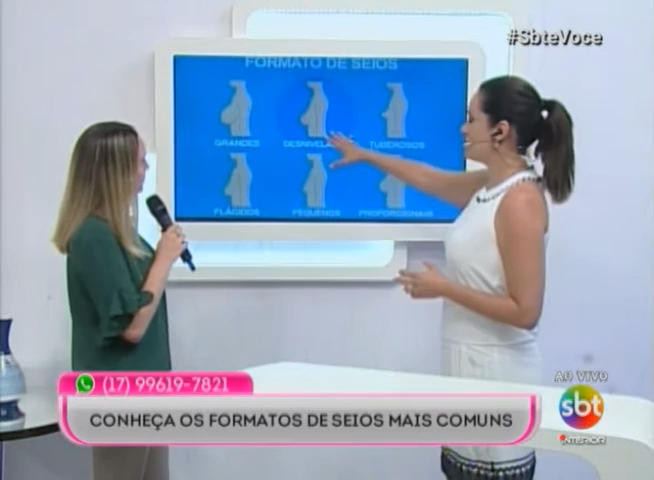 #SbteVoce
FORMATO DE SEIOS
GRANDES
TUBEROSOS
FLÁCIDOS PEQUENOS PROPORCIONAIS
(17) 99619-7821
CONHEÇA OS FORMATOS DE SEIOS MAIS COMUNS
AO VIVO
sbt
INTERIOR